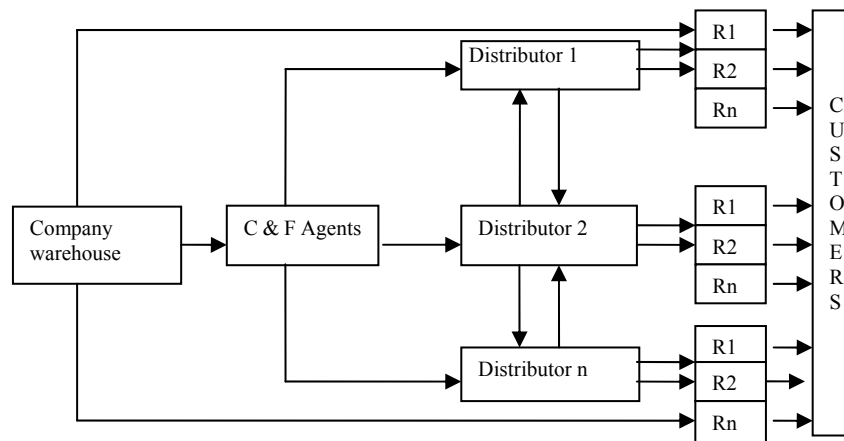 R1
Distributor 1
R2
Rn
Company
warehouse
C & F Agents
Distributor 2
R1
R2
Rn
Distributor n
R1
R2
Rn
C
U
S
T
O
M
E
R
S